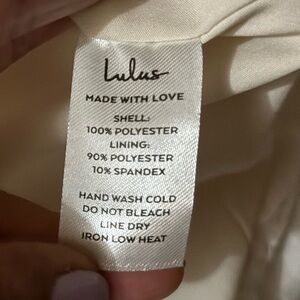 Lulus
MADE WITH LOVE
SHELL:
100% POLYESTER
LINING:
90% POLYESTER
10% SPANDEX
HAND WASH COLD
DO NOT BLEACH
LINE DRY
IRON LOW HEAT